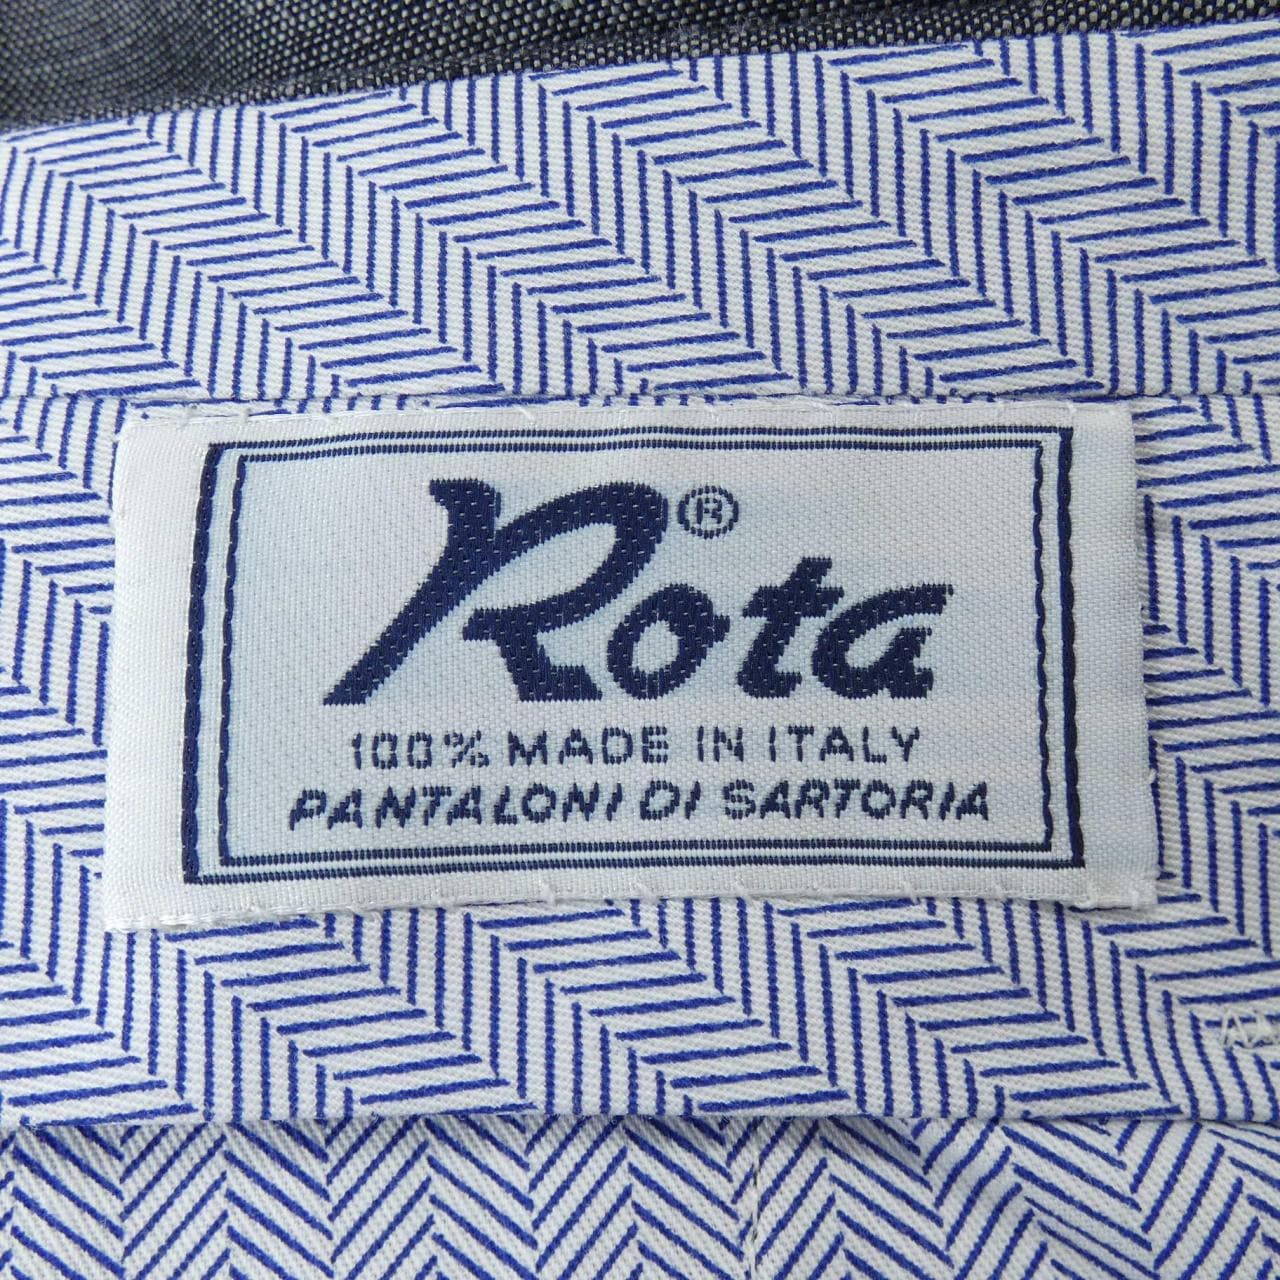 Rota®
100% MADE IN ITALY
PANTALONI DI SARTORIA